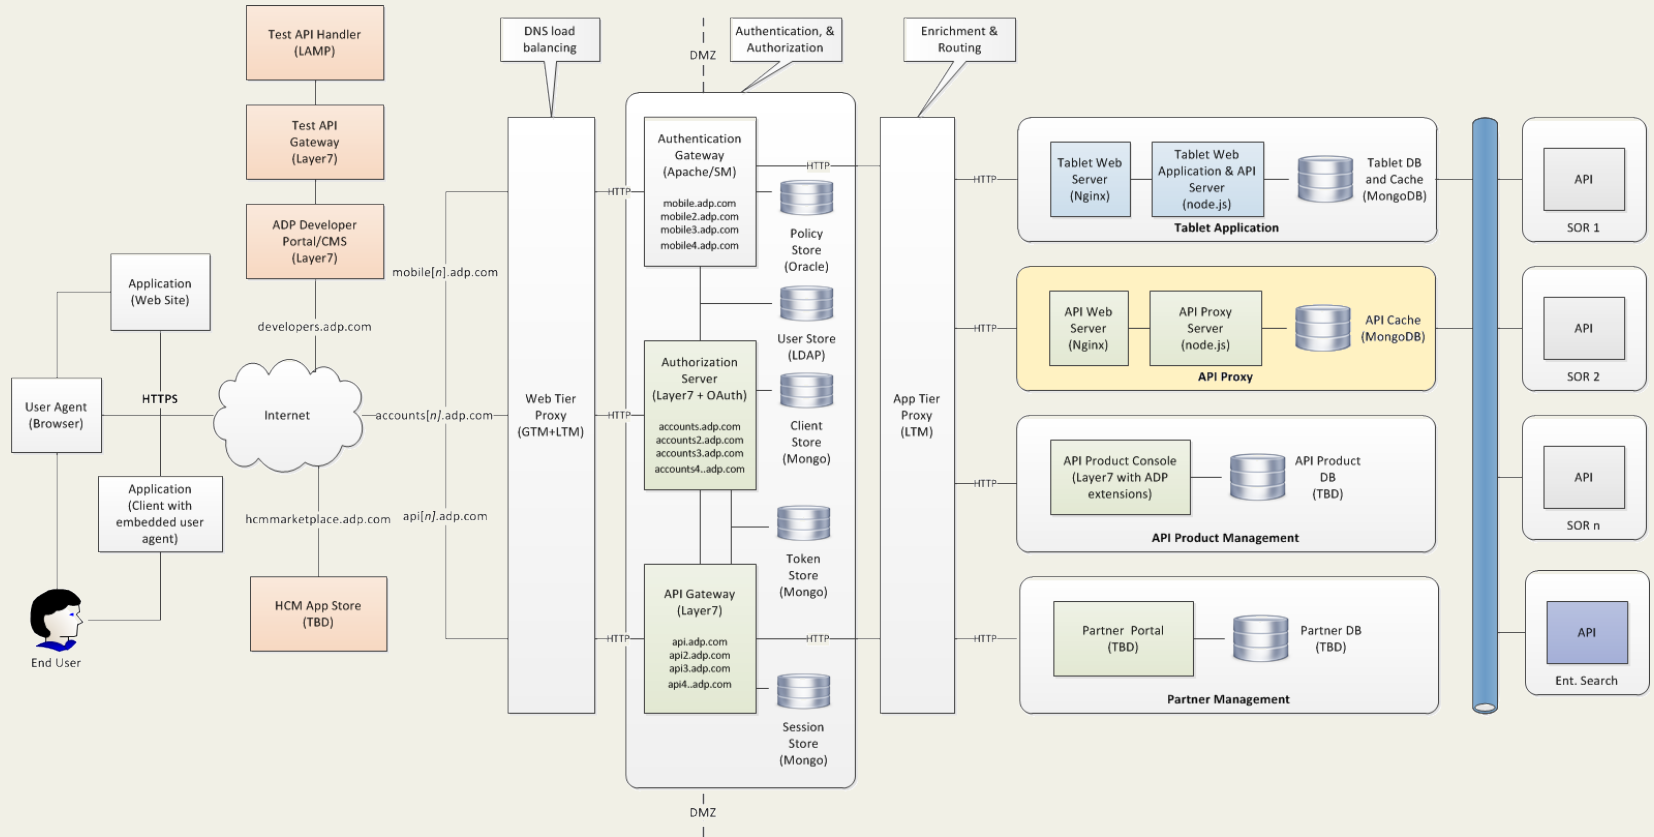 Test API Handler
(LAMP)
Test API
Gateway
(Layer7)
ADP Developer
Portal/CMS
(Layer7)
developers.adp.com
Application
(Web Site)
HTTPS
User Agent
(Browser)
Internet
Application
(Client with
embedded user
agent)
End User
hcmmarketplace.adp.com
HCM App Store
(TBD)
mobile[n].adp.com
accounts[n].adp.com
api[n].adp.com
DNS load
balancing
Web Tier
Proxy
(GTM+LTM)
HTTP
HTTP
HTTP
DMZ
Authentication, &
Authorization
Authentication
Gateway
(Apache/SM)
mobile.adp.com
mobile2.adp.com
mobile3.adp.com
mobile4.adp.com
Policy
Store
(Oracle)
User Store
(LDAP)
Authorization
Server
(Layer7 + OAuth)
accounts.adp.com
accounts2.adp.com
accounts3.adp.com
accounts4..adp.com
Client
Store
(Mongo)
Token
Store
(Mongo)
API Gateway
(Layer7)
api.adp.com
api2.adp.com
api3.adp.com
api4..adp.com
Session
Store
(Mongo)
DMZ
HTTP
HTTP
Enrichment &
Routing
App Tier
Proxy
(LTM)
HTTP
HTTP
HTTP
HTTP
Tablet Web
Server
(Nginx)
Tablet Web
Application & API
Server
(node.js)
Tablet DB
and Cache
(MongoDB)
Tablet Application
API Web
Server
(Nginx)
API Proxy
Server
(node.js)
API Cache
(MongoDB)
API Proxy
API Product Console
(Layer7 with ADP
extensions)
API Product
DB
(TBD)
API Product Management
Partner Portal
(TBD)
Partner DB
(TBD)
Partner Management
API
SOR 1
API
SOR 2
API
SOR n
API
Ent. Search